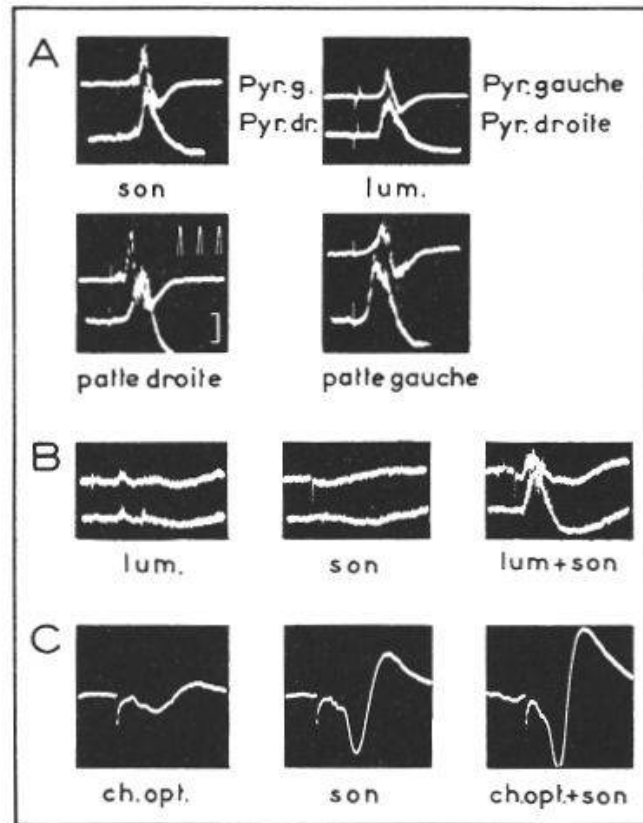 A
Pyr. g.
Pyr. dr.
Pyr. gauche
Pyr. droite
son
lum.
patte droite
patte gauche
B
lum.
son
lum + son
C
ch. opt.
son
ch.opt.+ son